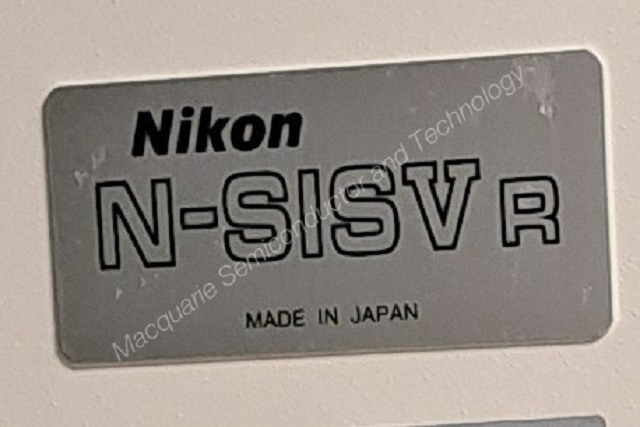 Nikon
N-SISV R
MADE IN JAPAN
Macquarie Semiconductor and Technology